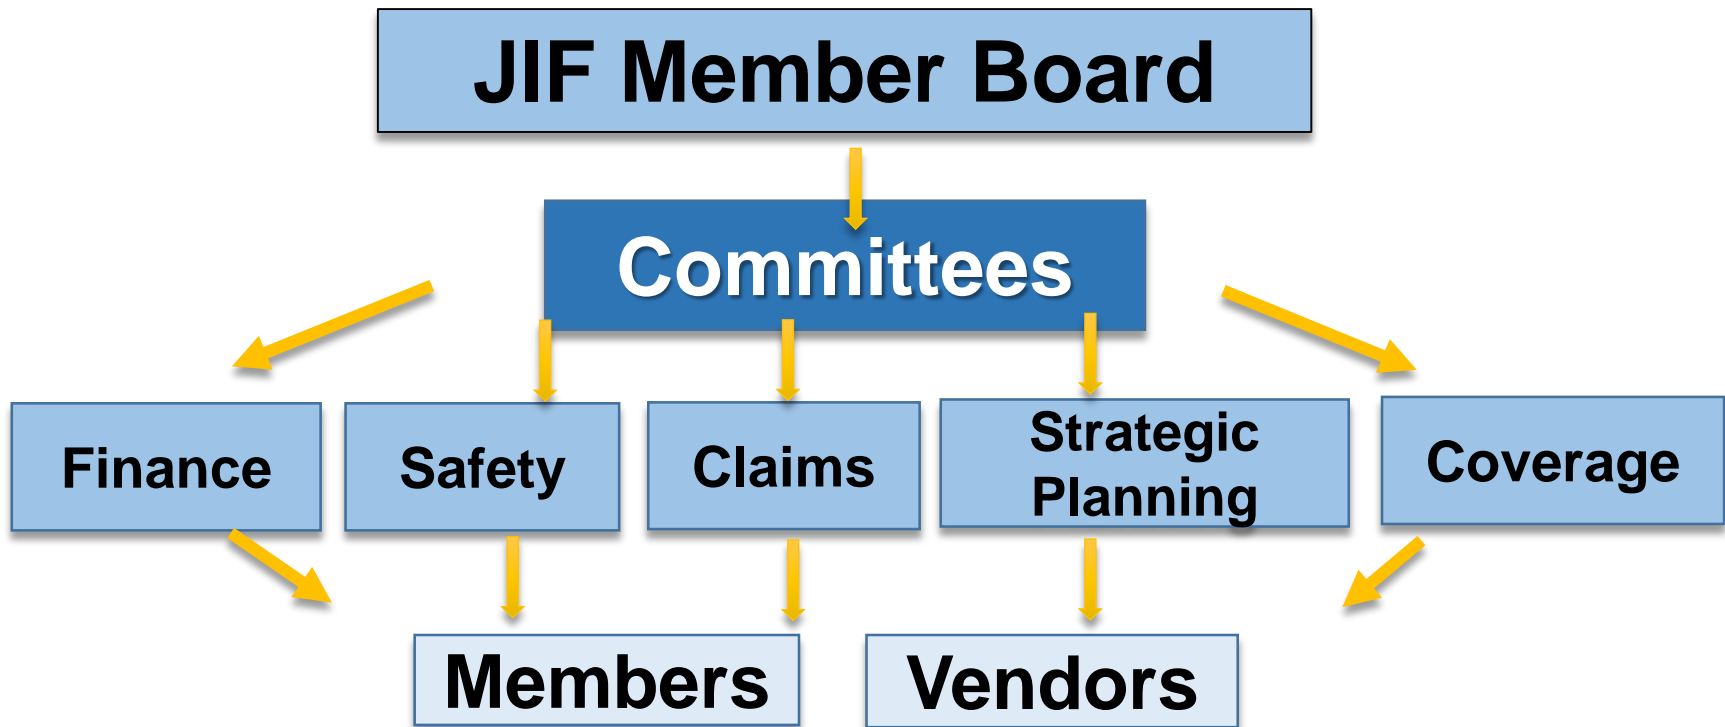 JIF Member Board
Committees
Finance
Safety
Claims
Strategic
Planning
Coverage
Members
Vendors